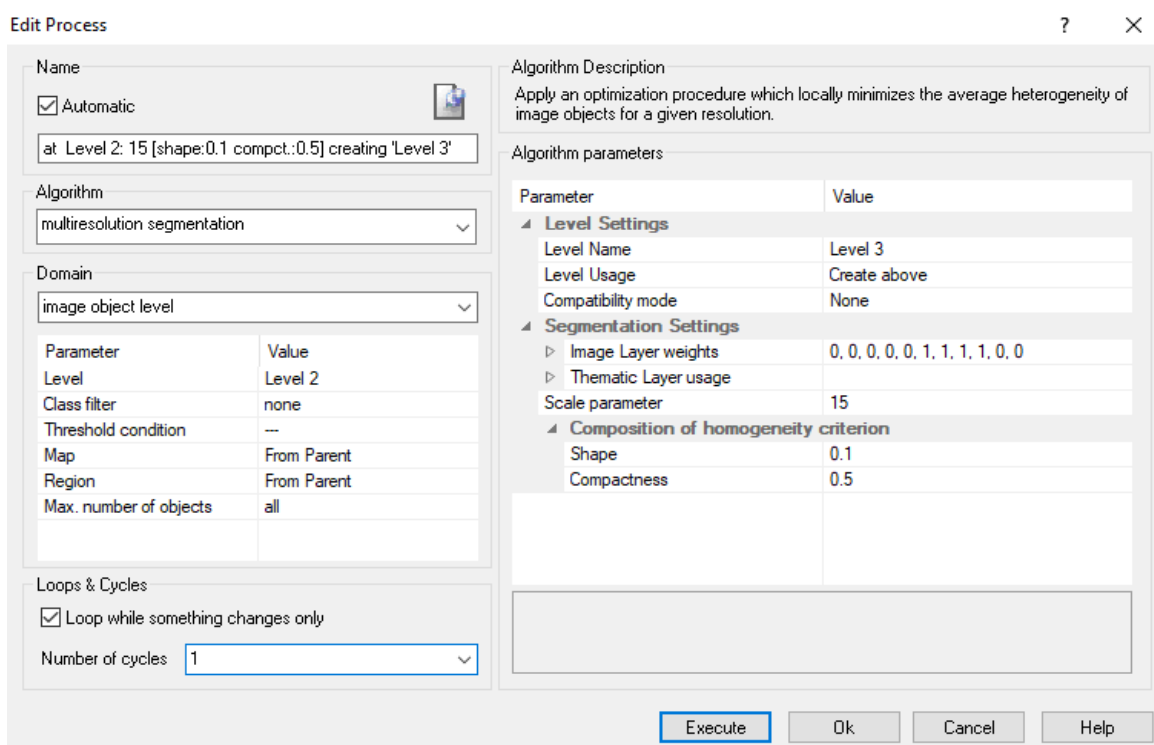 Edit Process
?
Name
Automatic
at Level 2: 15 [shape:0.1 compct.:0.5] creating 'Level 3'
Algorithm
multiresolution segmentation
Domain
image object level
Parameter Value
Level Level 2
Class filter none
Threshold condition ---
Map From Parent
Region From Parent
Max. number of objects all
Loops & Cycles
Loop while something changes only
Number of cycles 1
Algorithm Description
Apply an optimization procedure which locally minimizes the average heterogeneity of
image objects for a given resolution.
Algorithm parameters
Parameter Value
Level Settings
Level Name Level 3
Level Usage Create above
Compatibility mode None
Segmentation Settings
Image Layer weights 0, 0, 0, 0, 0, 1, 1, 1, 1, 0, 0
Thematic Layer usage
Scale parameter 15
Composition of homogeneity criterion
Shape 0.1
Compactness 0.5
Execute Ok Cancel Help